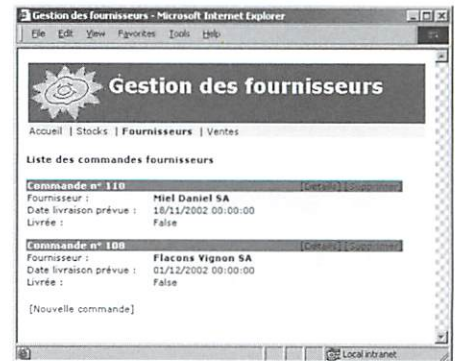 Gestion des fournisseurs - Microsoft Internet Explorer
File Edit View Favorites Tools Help
Gestion des fournisseurs
Accueil | Stocks | Fournisseurs | Ventes
Liste des commandes fournisseurs
Commande n° 110 [Détails] [Supprimer]
Fournisseur : Miel Daniel SA
Date livraison prévue : 18/11/2002 00:00:00
Livrée : False
Commande n° 108 [Détails] [Supprimer]
Fournisseur : Flacons Vignon SA
Date livraison prévue : 01/12/2002 00:00:00
Livrée : False
[Nouvelle commande]
Local intranet